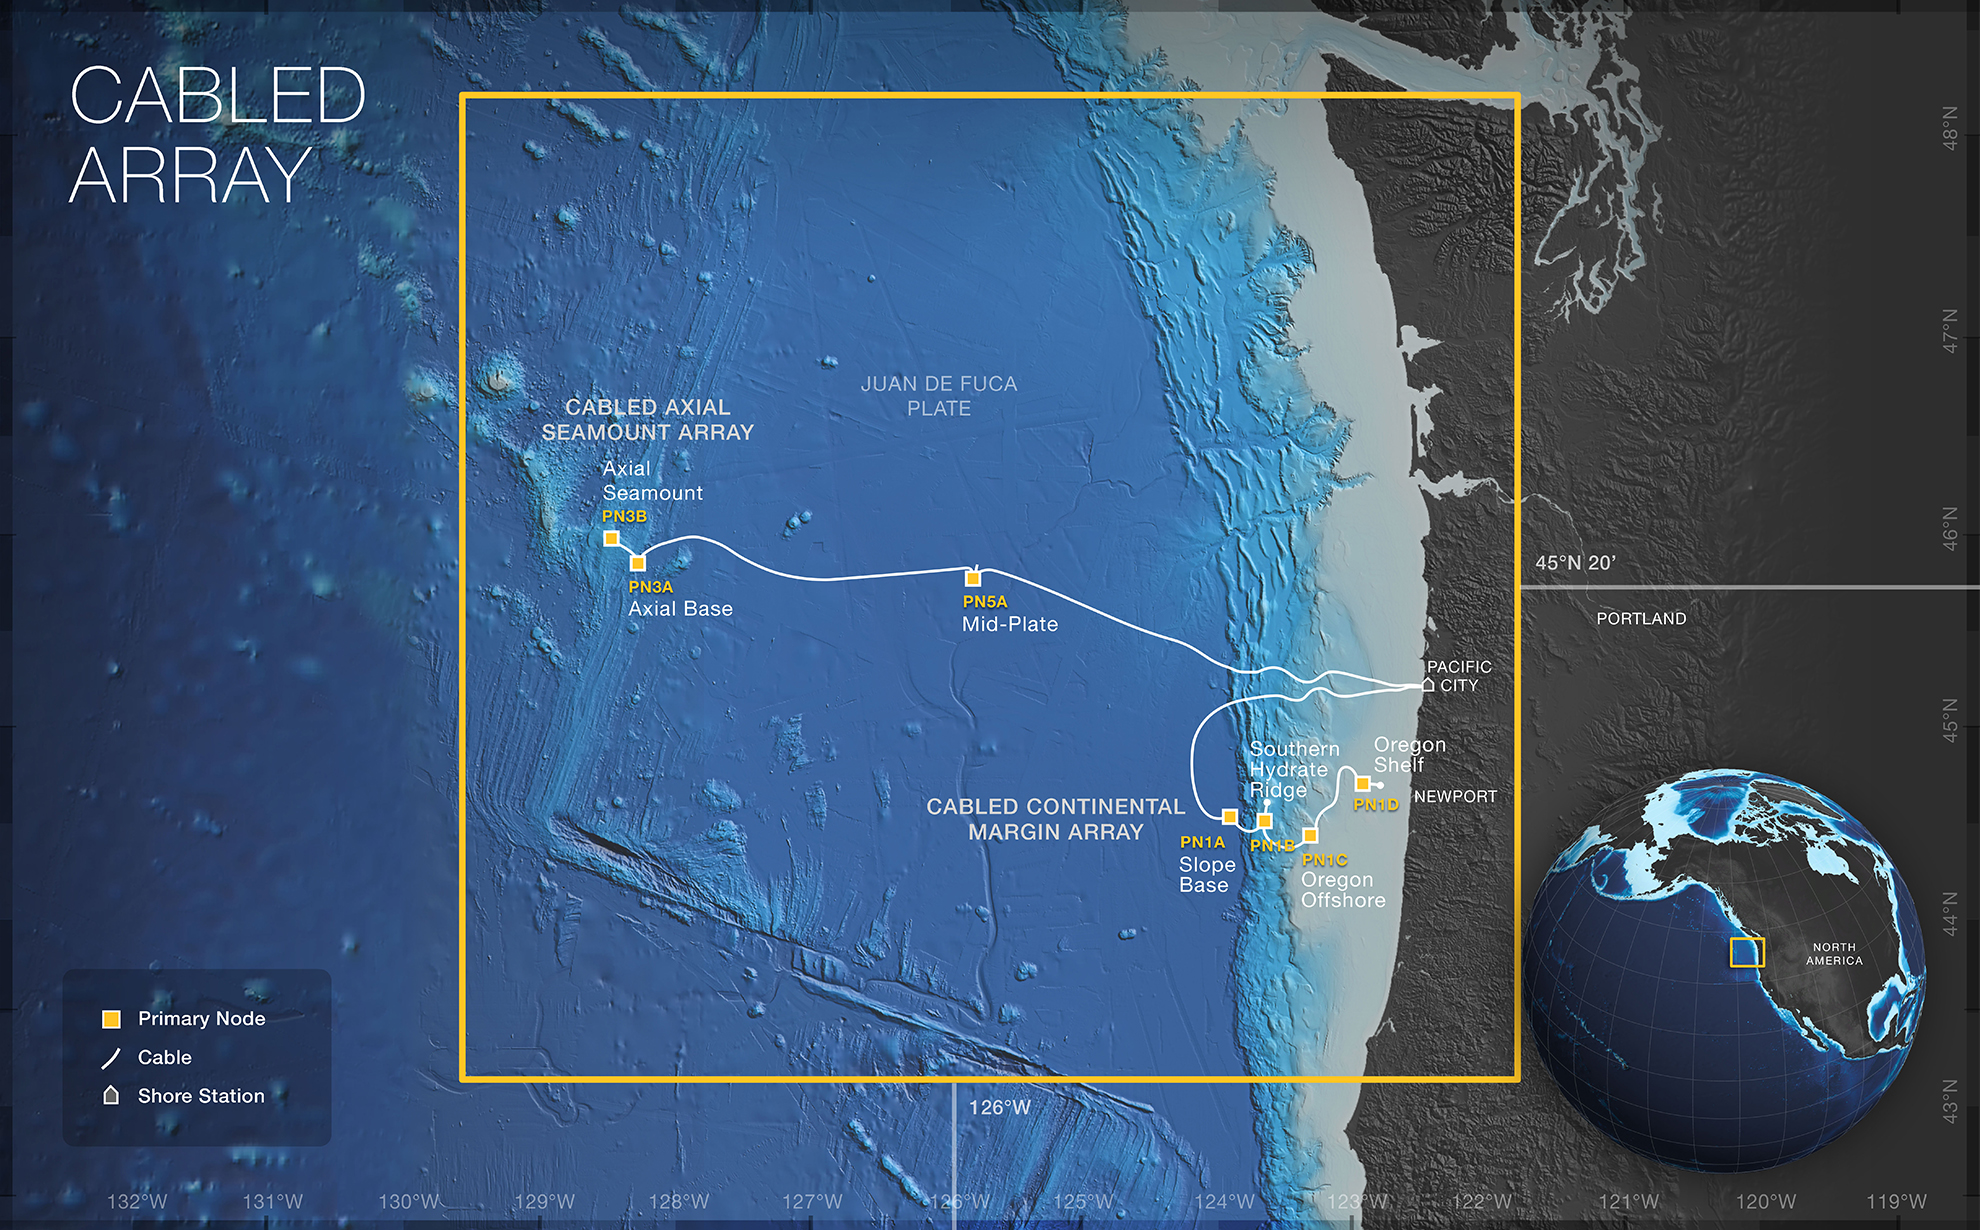 CABLED
ARRAY
JUAN DE FUCA
PLATE
CABLED AXIAL
SEAMOUNT ARRAY
Axial
Seamount
PN3B
PN3A
Axial Base
PN5A
Mid-Plate
45°N 20'
PORTLAND
PACIFIC
CITY
Southern
Hydrate
Ridge
Oregon
Shelf
PN1D
NEWPORT
CABLED CONTINENTAL
MARGIN ARRAY
PN1A
Slope
Base
PN1B
PN1C
Oregon
Offshore
NORTH
AMERICA
Primary Node
Cable
Shore Station
126°W
48°N
47°N
46°N
45°N
44°N
43°N
132°W
131°W
130°W
129°W
128°W
127°W
126°W
125°W
124°W
123°W
122°W
121°W
120°W
119°W